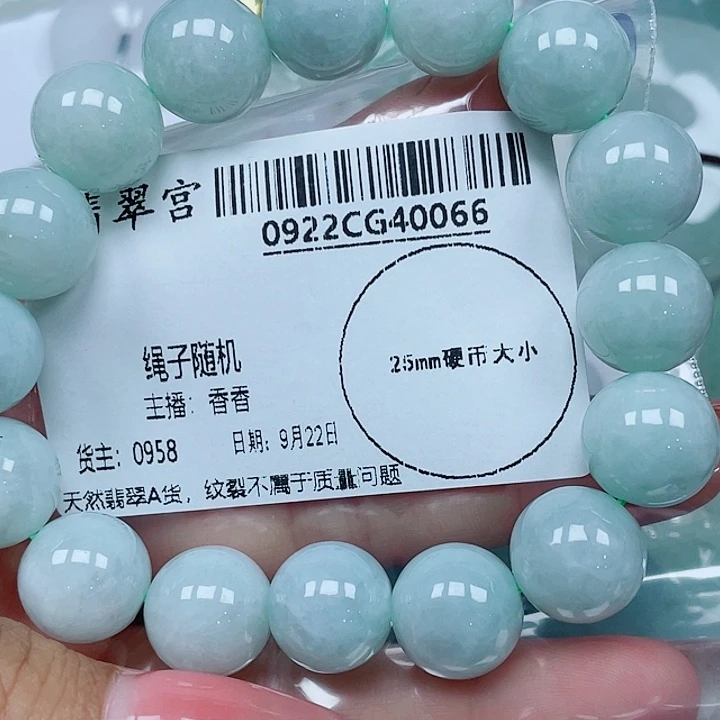 翠宫
0922CG40066
25mm硬币大小
绳子随机
主播：香香
货主：0958 日期：9月22日
天然翡翠A货，纹裂不属于质量问题